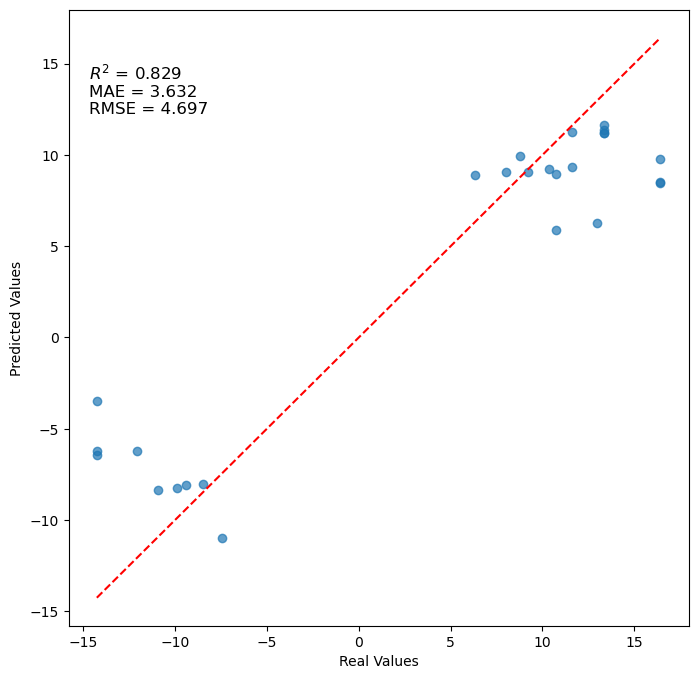 R² = 0.829
MAE = 3.632
RMSE = 4.697
15
10
5
0
−5
−10
−15
Predicted Values
−15 −10 −5 0 5 10 15
Real Values